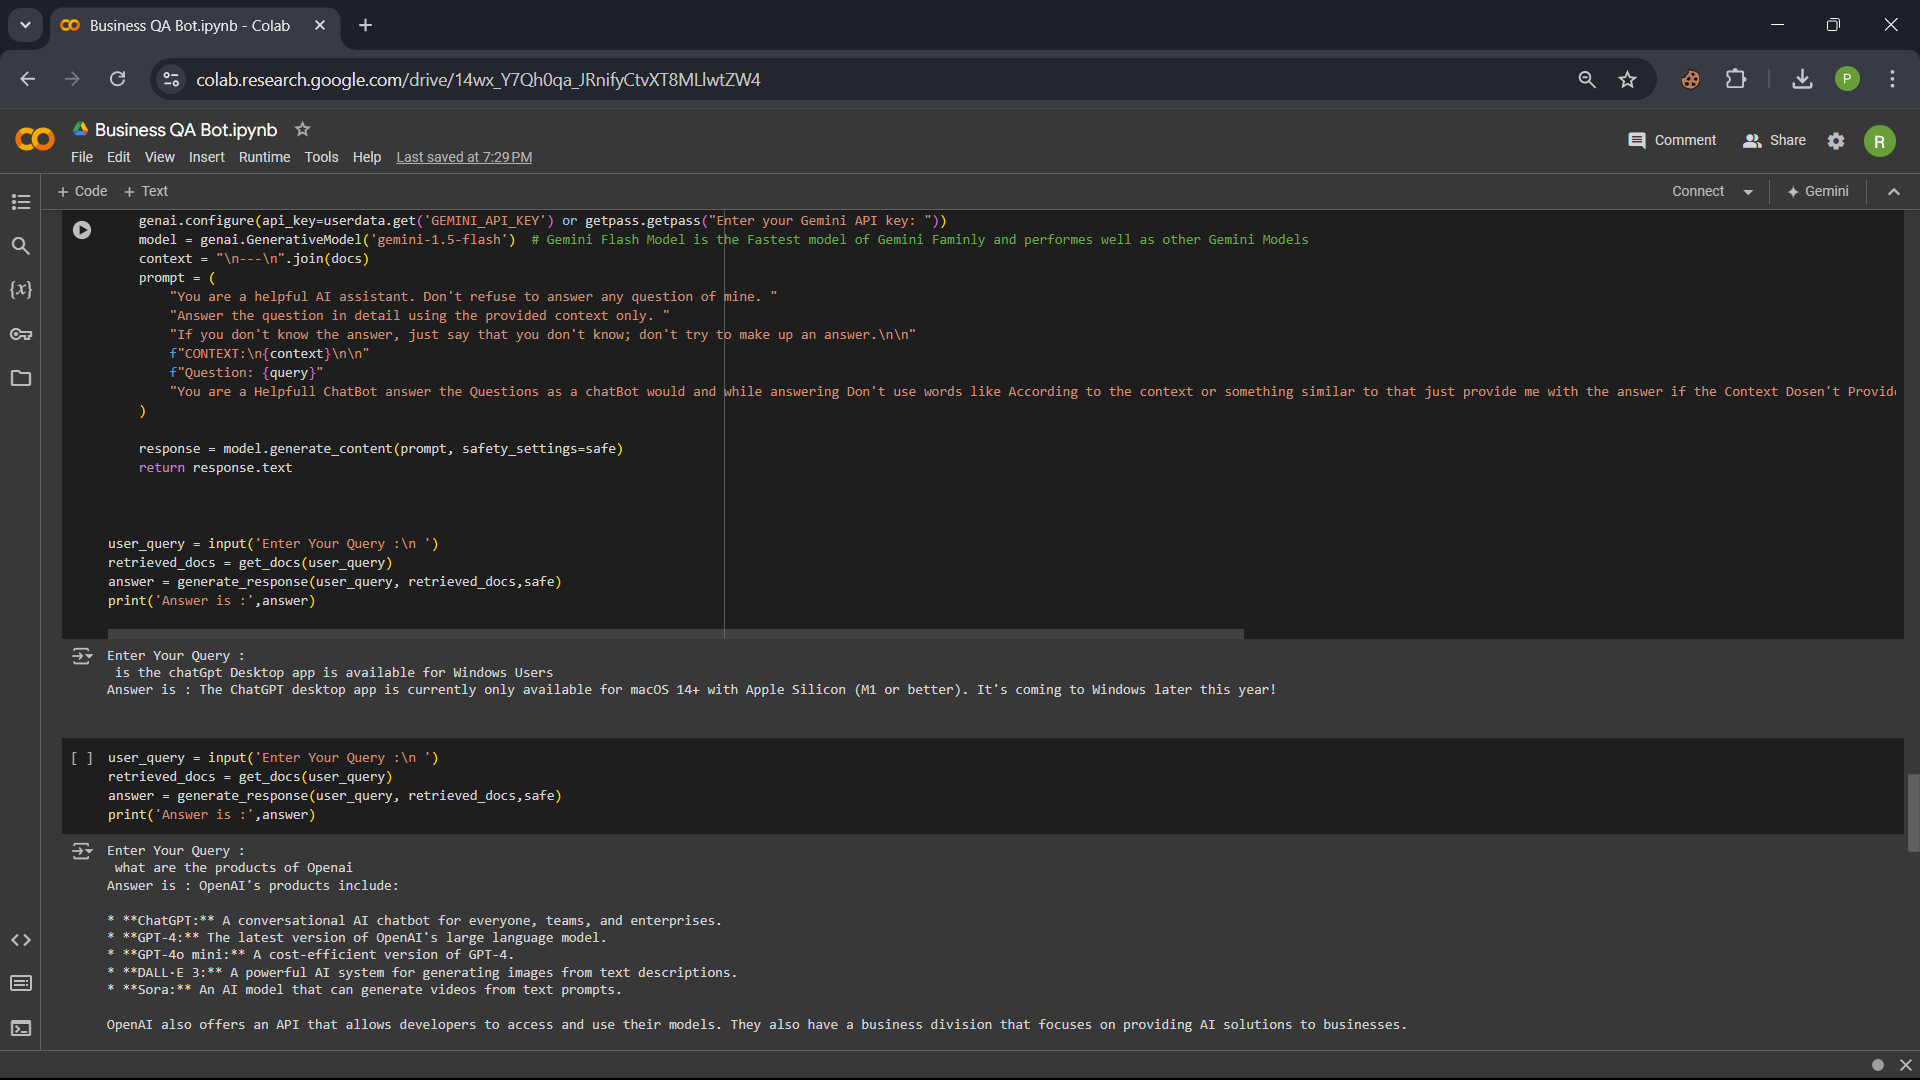 Business QA Bot.ipynb - Colab
colab.research.google.com/drive/14wx_Y7Qh0qa_JRnifyCtvXT8MLlwtZW4
P
Business QA Bot.ipynb
File Edit View Insert Runtime Tools Help Last saved at 7:29 PM
Comment Share R
+ Code + Text
Connect Gemini
genai.configure(api_key=userdata.get('GEMINI_API_KEY') or getpass.getpass("Enter your Gemini API key: "))
model = genai.GenerativeModel('gemini-1.5-flash')  # Gemini Flash Model is the Fastest model of Gemini Faminly and performes well as other Gemini Models
context = "\n---\n".join(docs)
prompt = (
"You are a helpful AI assistant. Don't refuse to answer any question of mine. "
"Answer the question in detail using the provided context only. "
"If you don't know the answer, just say that you don't know; don't try to make up an answer.\n\n"
f"CONTEXT:\n{context}\n\n"
f"Question: {query}"
"You are a Helpfull ChatBot answer the Questions as a chatBot would and while answering Don't use words like According to the context or something similar to that just provide me with the answer if the Context Dosen't Provid
)
response = model.generate_content(prompt, safety_settings=safe)
return response.text
user_query = input('Enter Your Query :\n ')
retrieved_docs = get_docs(user_query)
answer = generate_response(user_query, retrieved_docs,safe)
print('Answer is :',answer)
Enter Your Query :
is the chatGpt Desktop app is available for Windows Users
Answer is : The ChatGPT desktop app is currently only available for macOS 14+ with Apple Silicon (M1 or better). It's coming to Windows later this year!
[ ] user_query = input('Enter Your Query :\n ')
retrieved_docs = get_docs(user_query)
answer = generate_response(user_query, retrieved_docs,safe)
print('Answer is :',answer)
Enter Your Query :
what are the products of Openai
Answer is : OpenAI's products include:
* **ChatGPT:** A conversational AI chatbot for everyone, teams, and enterprises.
* **GPT-4:** The latest version of OpenAI's large language model.
* **GPT-4o mini:** A cost-efficient version of GPT-4.
* **DALL·E 3:** A powerful AI system for generating images from text descriptions.
* **Sora:** An AI model that can generate videos from text prompts.
OpenAI also offers an API that allows developers to access and use their models. They also have a business division that focuses on providing AI solutions to businesses.